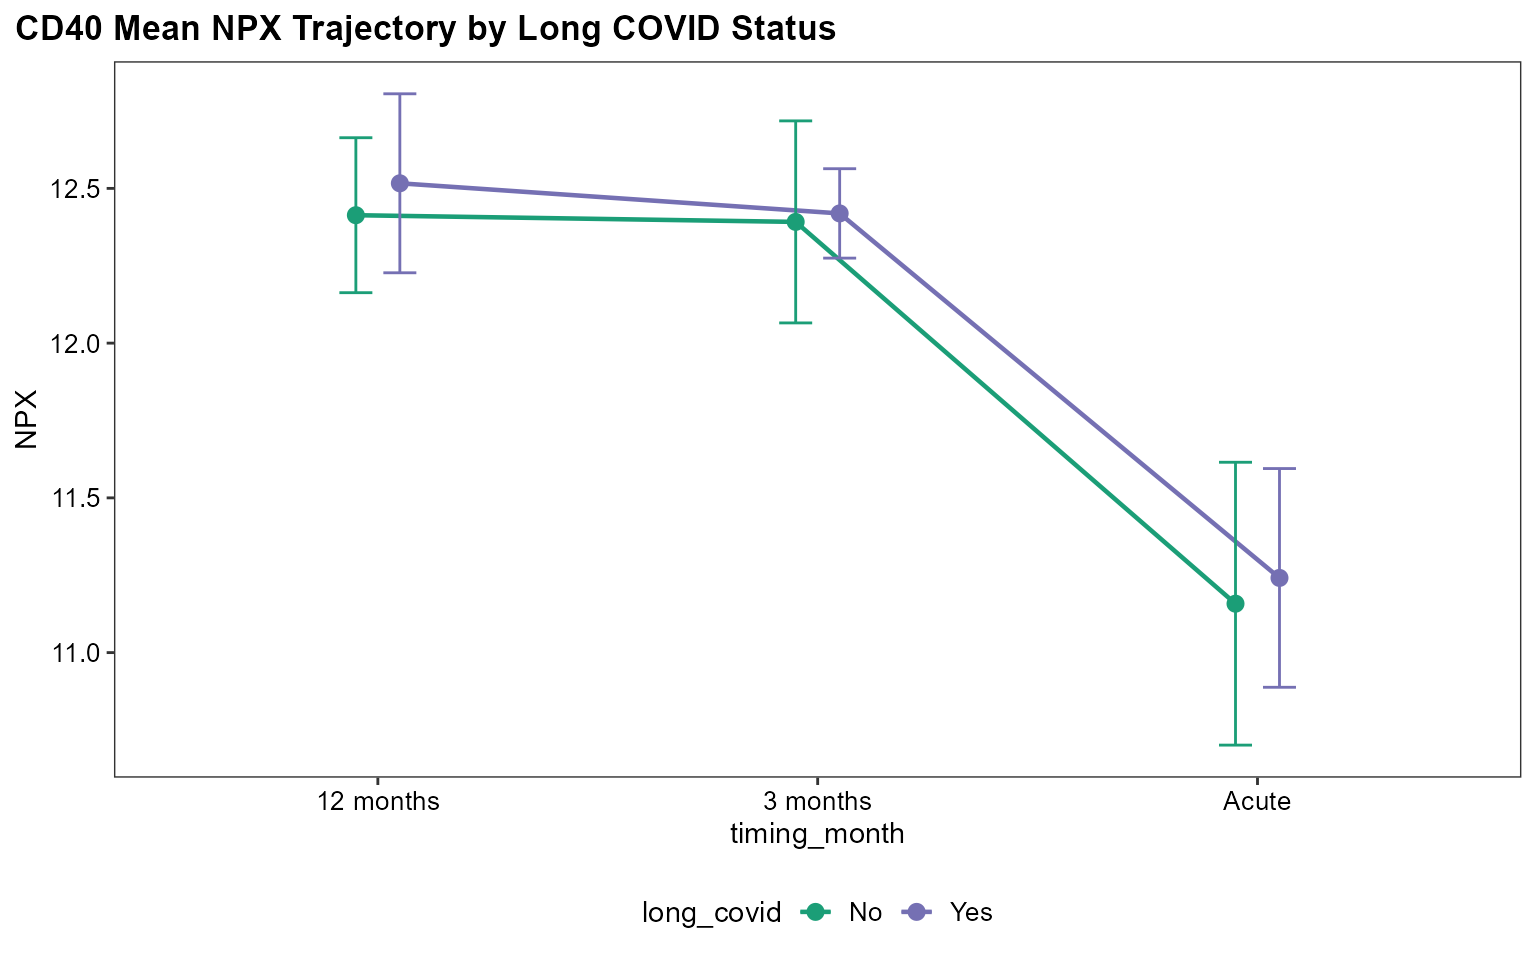 CD40 Mean NPX Trajectory by Long COVID Status
12.5
12.0
11.5
11.0
NPX
12 months 3 months Acute
timing_month
long_covid No Yes